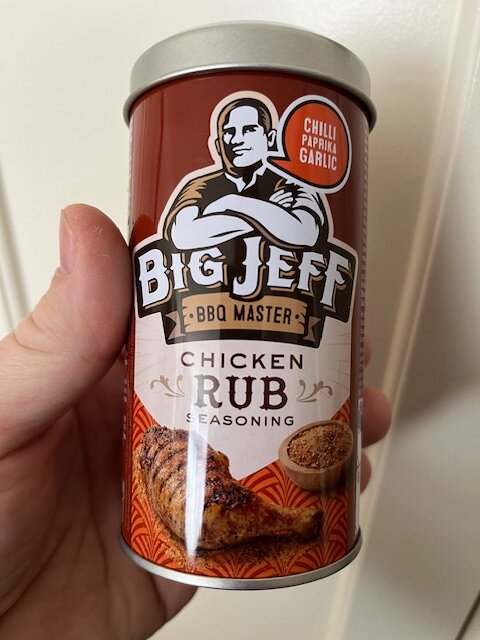 CHILLI
PAPRIKA
GARLIC
BIG JEFF
BBQ MASTER
CHICKEN
RUB
SEASONING